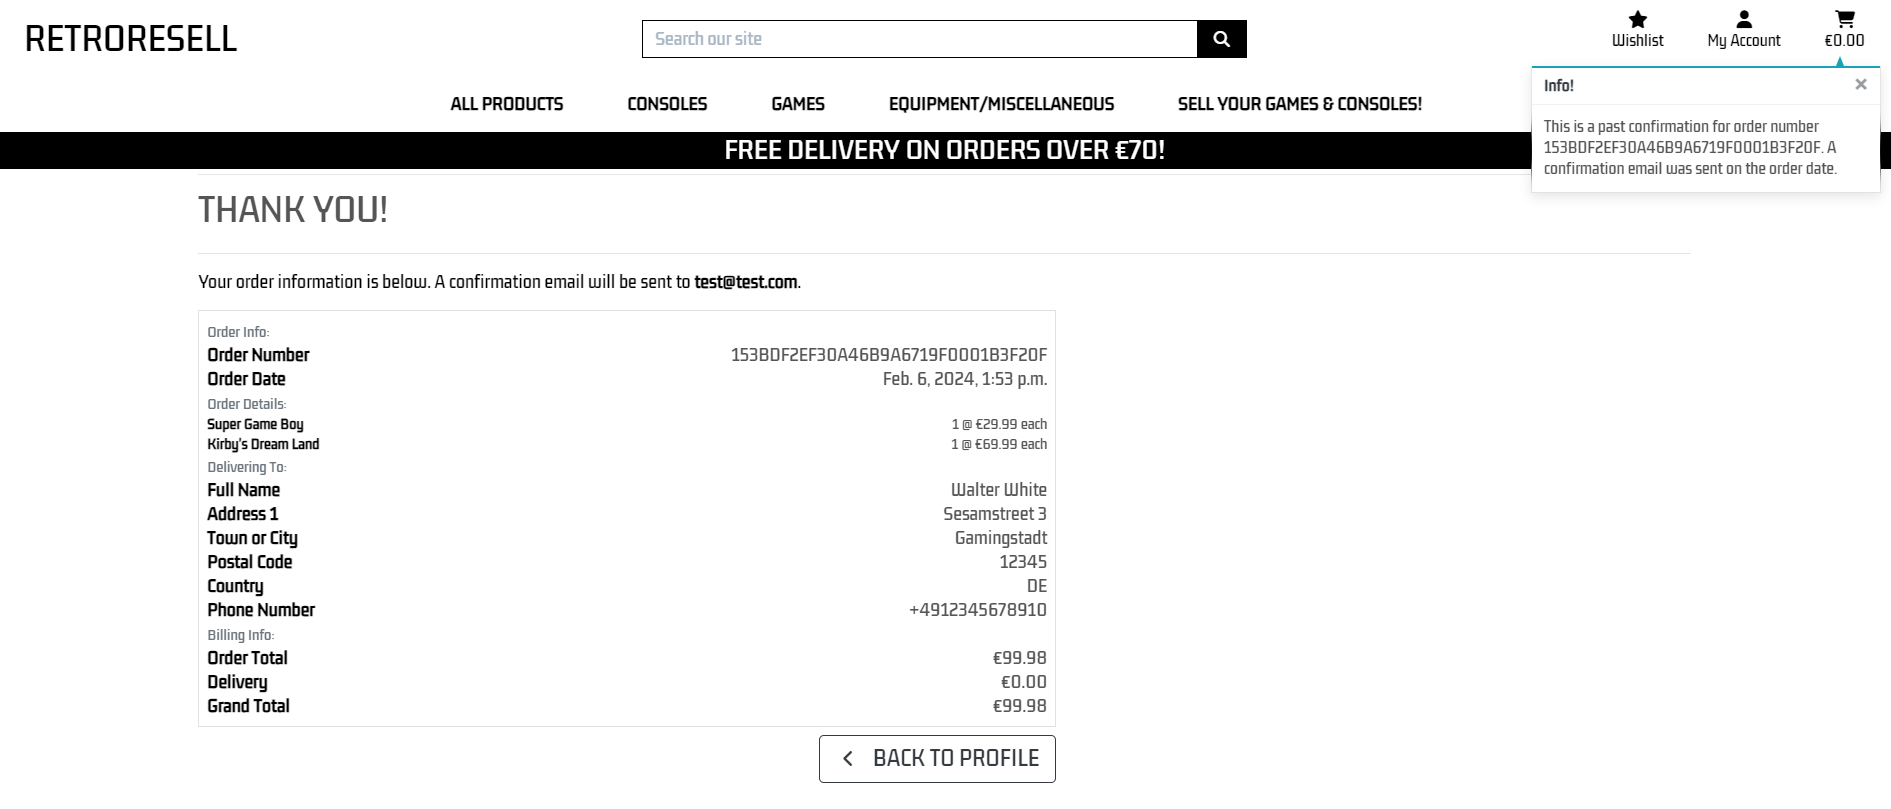 RETRORESELL
Search our site
Wishlist
My Account
€0.00
ALL PRODUCTS CONSOLES GAMES EQUIPMENT/MISCELLANEOUS SELL YOUR GAMES & CONSOLES!
Info! ×
This is a past confirmation for order number
153BDF2EF30A46B9A6719F0001B3F20F. A
confirmation email was sent on the order date.
FREE DELIVERY ON ORDERS OVER €70!
THANK YOU!
Your order information is below. A confirmation email will be sent to test@test.com.
Order Info:
Order Number 153BDF2EF30A46B9A6719F0001B3F20F
Order Date Feb. 6, 2024, 1:53 p.m.
Order Details:
Super Game Boy 1 @ €29.99 each
Kirby's Dream Land 1 @ €69.99 each
Delivering To:
Full Name Walter White
Address 1 Sesamstreet 3
Town or City Gamingstadt
Postal Code 12345
Country DE
Phone Number +4912345678910
Billing Info:
Order Total €99.98
Delivery €0.00
Grand Total €99.98
BACK TO PROFILE